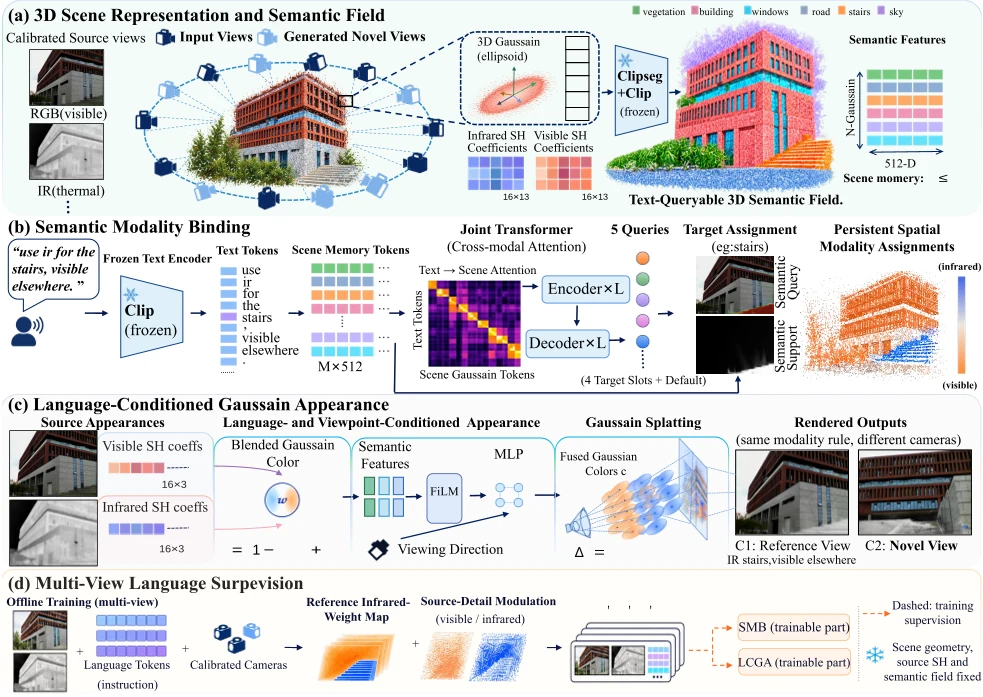 (a) 3D Scene Representation and Semantic Field
vegetation building windows road stairs sky
Calibrated Source views
Input Views Generated Novel Views
RGB(visible)
IR(thermal)
3D Gaussian
(ellipsoid)
Infrared SH
Coefficients
16×13
Visible SH
Coefficients
16×13
Clipseg
+Clip
(frozen)
Text-Queryable 3D Semantic Field.
Semantic Features
N-Gaussian
512-D
Scene momery: ≤
(b) Semantic Modality Binding
“use ir for the
stairs, visible
elsewhere. ”
Frozen Text Encoder
Clip
(frozen)
Text Tokens
use
ir
for
the
stairs
,
visible
elsewhere
.
Scene Memory Tokens
M×512
Joint Transformer
(Cross-modal Attention)
Text → Scene Attention
Text Tokens
Scene Gaussian Tokens
Encoder×L
Decoder×L
5 Queries
(4 Target Slots + Default)
Target Assignment
(eg:stairs)
Semantic
Query
Semantic
Support
Persistent Spatial
Modality Assignments
(infrared)
(visible)
(c) Language-Conditioned Gaussain Appearance
Source Appearances
Visible SH coeffs
16×3
Infrared SH coeffs
16×3
Language- and Viewpoint-Conditioned Appearance
Blended Gaussian
Color
w
= 1− +
Semantic
Features
FiLM
MLP
Viewing Direction
Gaussian Splatting
Fused Gaussian
Colors c
Δ =
Rendered Outputs
(same modality rule, different cameras)
C1: Reference View
IR stairs,visible elsewhere
C2: Novel View
(d) Multi-View Language Surpevision
Offline Training (multi-view)
+
Language Tokens
(instruction)
+
Calibrated Cameras
Reference Infrared-
Weight Map
+
Source-Detail Modulation
(visible / infrared)
, , ,
SMB (trainable part)
LCGA (trainable part)
Dashed: training
supervision
Scene geometry,
source SH and
semantic field fixed